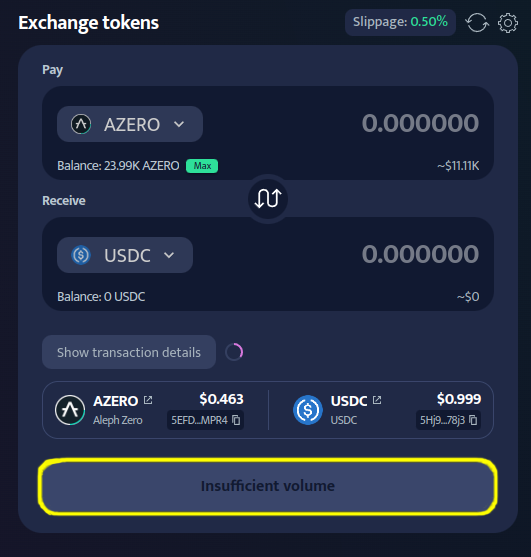 Exchange tokens
Slippage: 0.50%
Pay
AZERO
0.000000
Balance: 23.99K AZERO
Max
~$11.11K
Receive
USDC
0.000000
Balance: 0 USDC
~$0
Show transaction details
AZERO
$0.463
Aleph Zero
5EFD...MPR4
USDC
$0.999
USDC
5Hj9...78j3
Insufficient volume